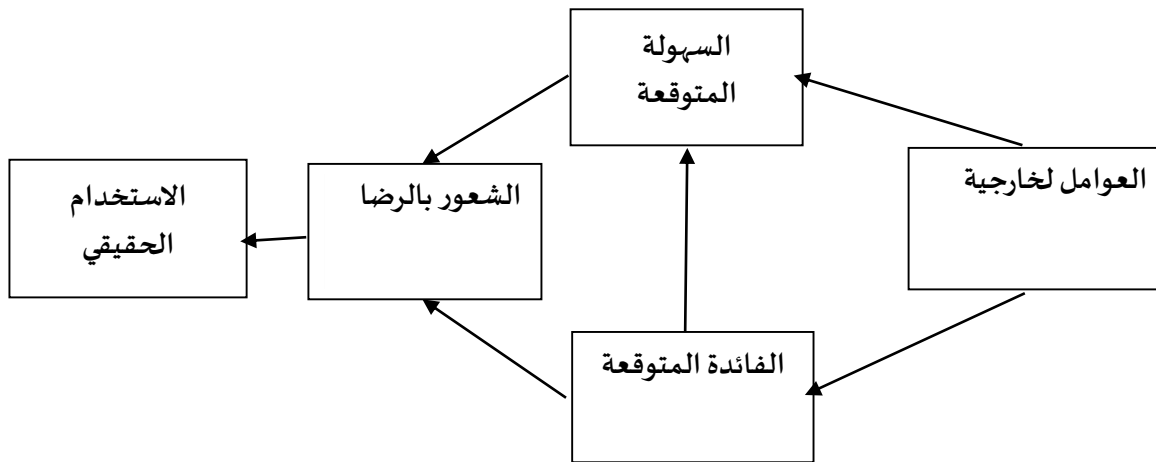 السهولة
المتوقعة
العوامل لخارجية
الشعور بالرضا
الاستخدام
الحقيقي
الفائدة المتوقعة